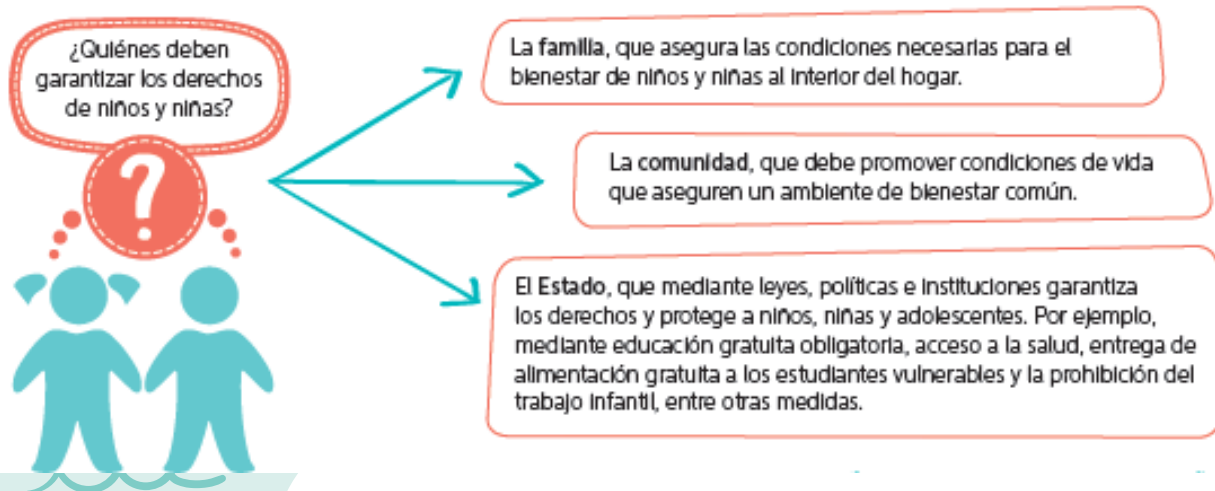 ¿Quiénes deben
garantizar los derechos
de niños y niñas?
?
La familia, que asegura las condiciones necesarias para el
bienestar de niños y niñas al interior del hogar.
La comunidad, que debe promover condiciones de vida
que aseguren un ambiente de bienestar común.
El Estado, que mediante leyes, políticas e instituciones garantiza
los derechos y protege a niños, niñas y adolescentes. Por ejemplo,
mediante educación gratuita obligatoria, acceso a la salud, entrega de
alimentación gratuita a los estudiantes vulnerables y la prohibición del
trabajo infantil, entre otras medidas.